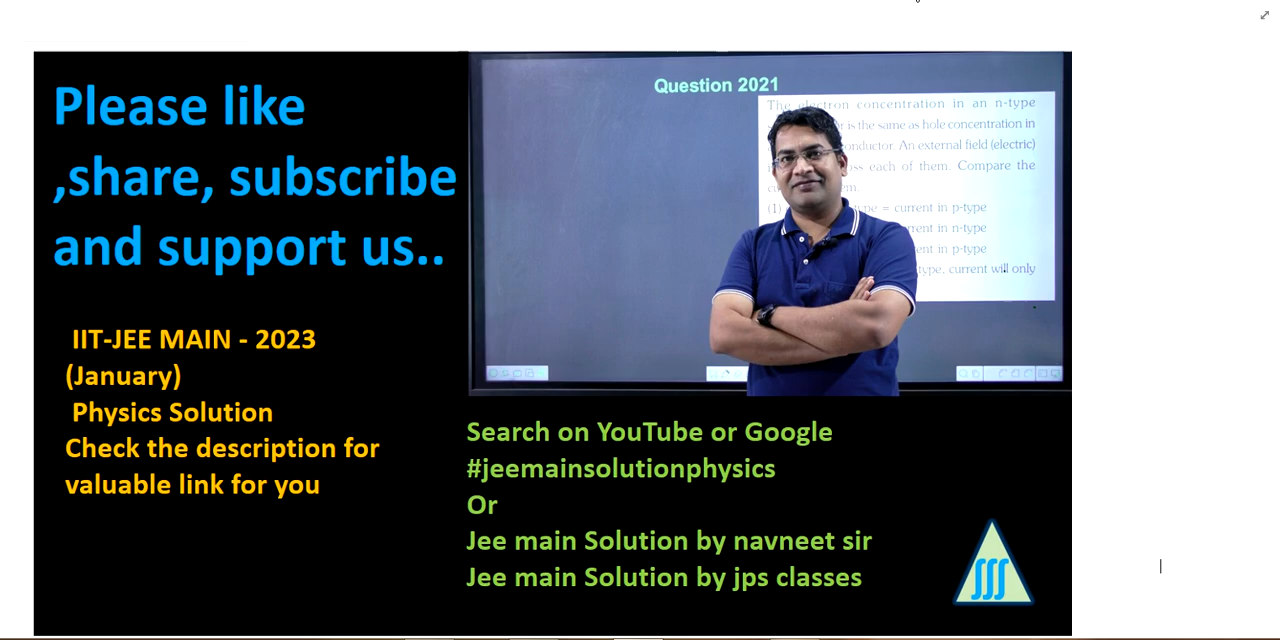 Please like
,share, subscribe
and support us..
IIT-JEE MAIN - 2023
(January)
Physics Solution
Check the description for
valuable link for you
Question 2021
The electron concentration in an n-type
is the same as hole concentration in
An external field (electric)
each of them. Compare the
(1) type = current in p-type
in n-type
in p-type
type, current will only
Search on YouTube or Google
#jeemainsolutionphysics
Or
Jee main Solution by navneet sir
Jee main Solution by jps classes